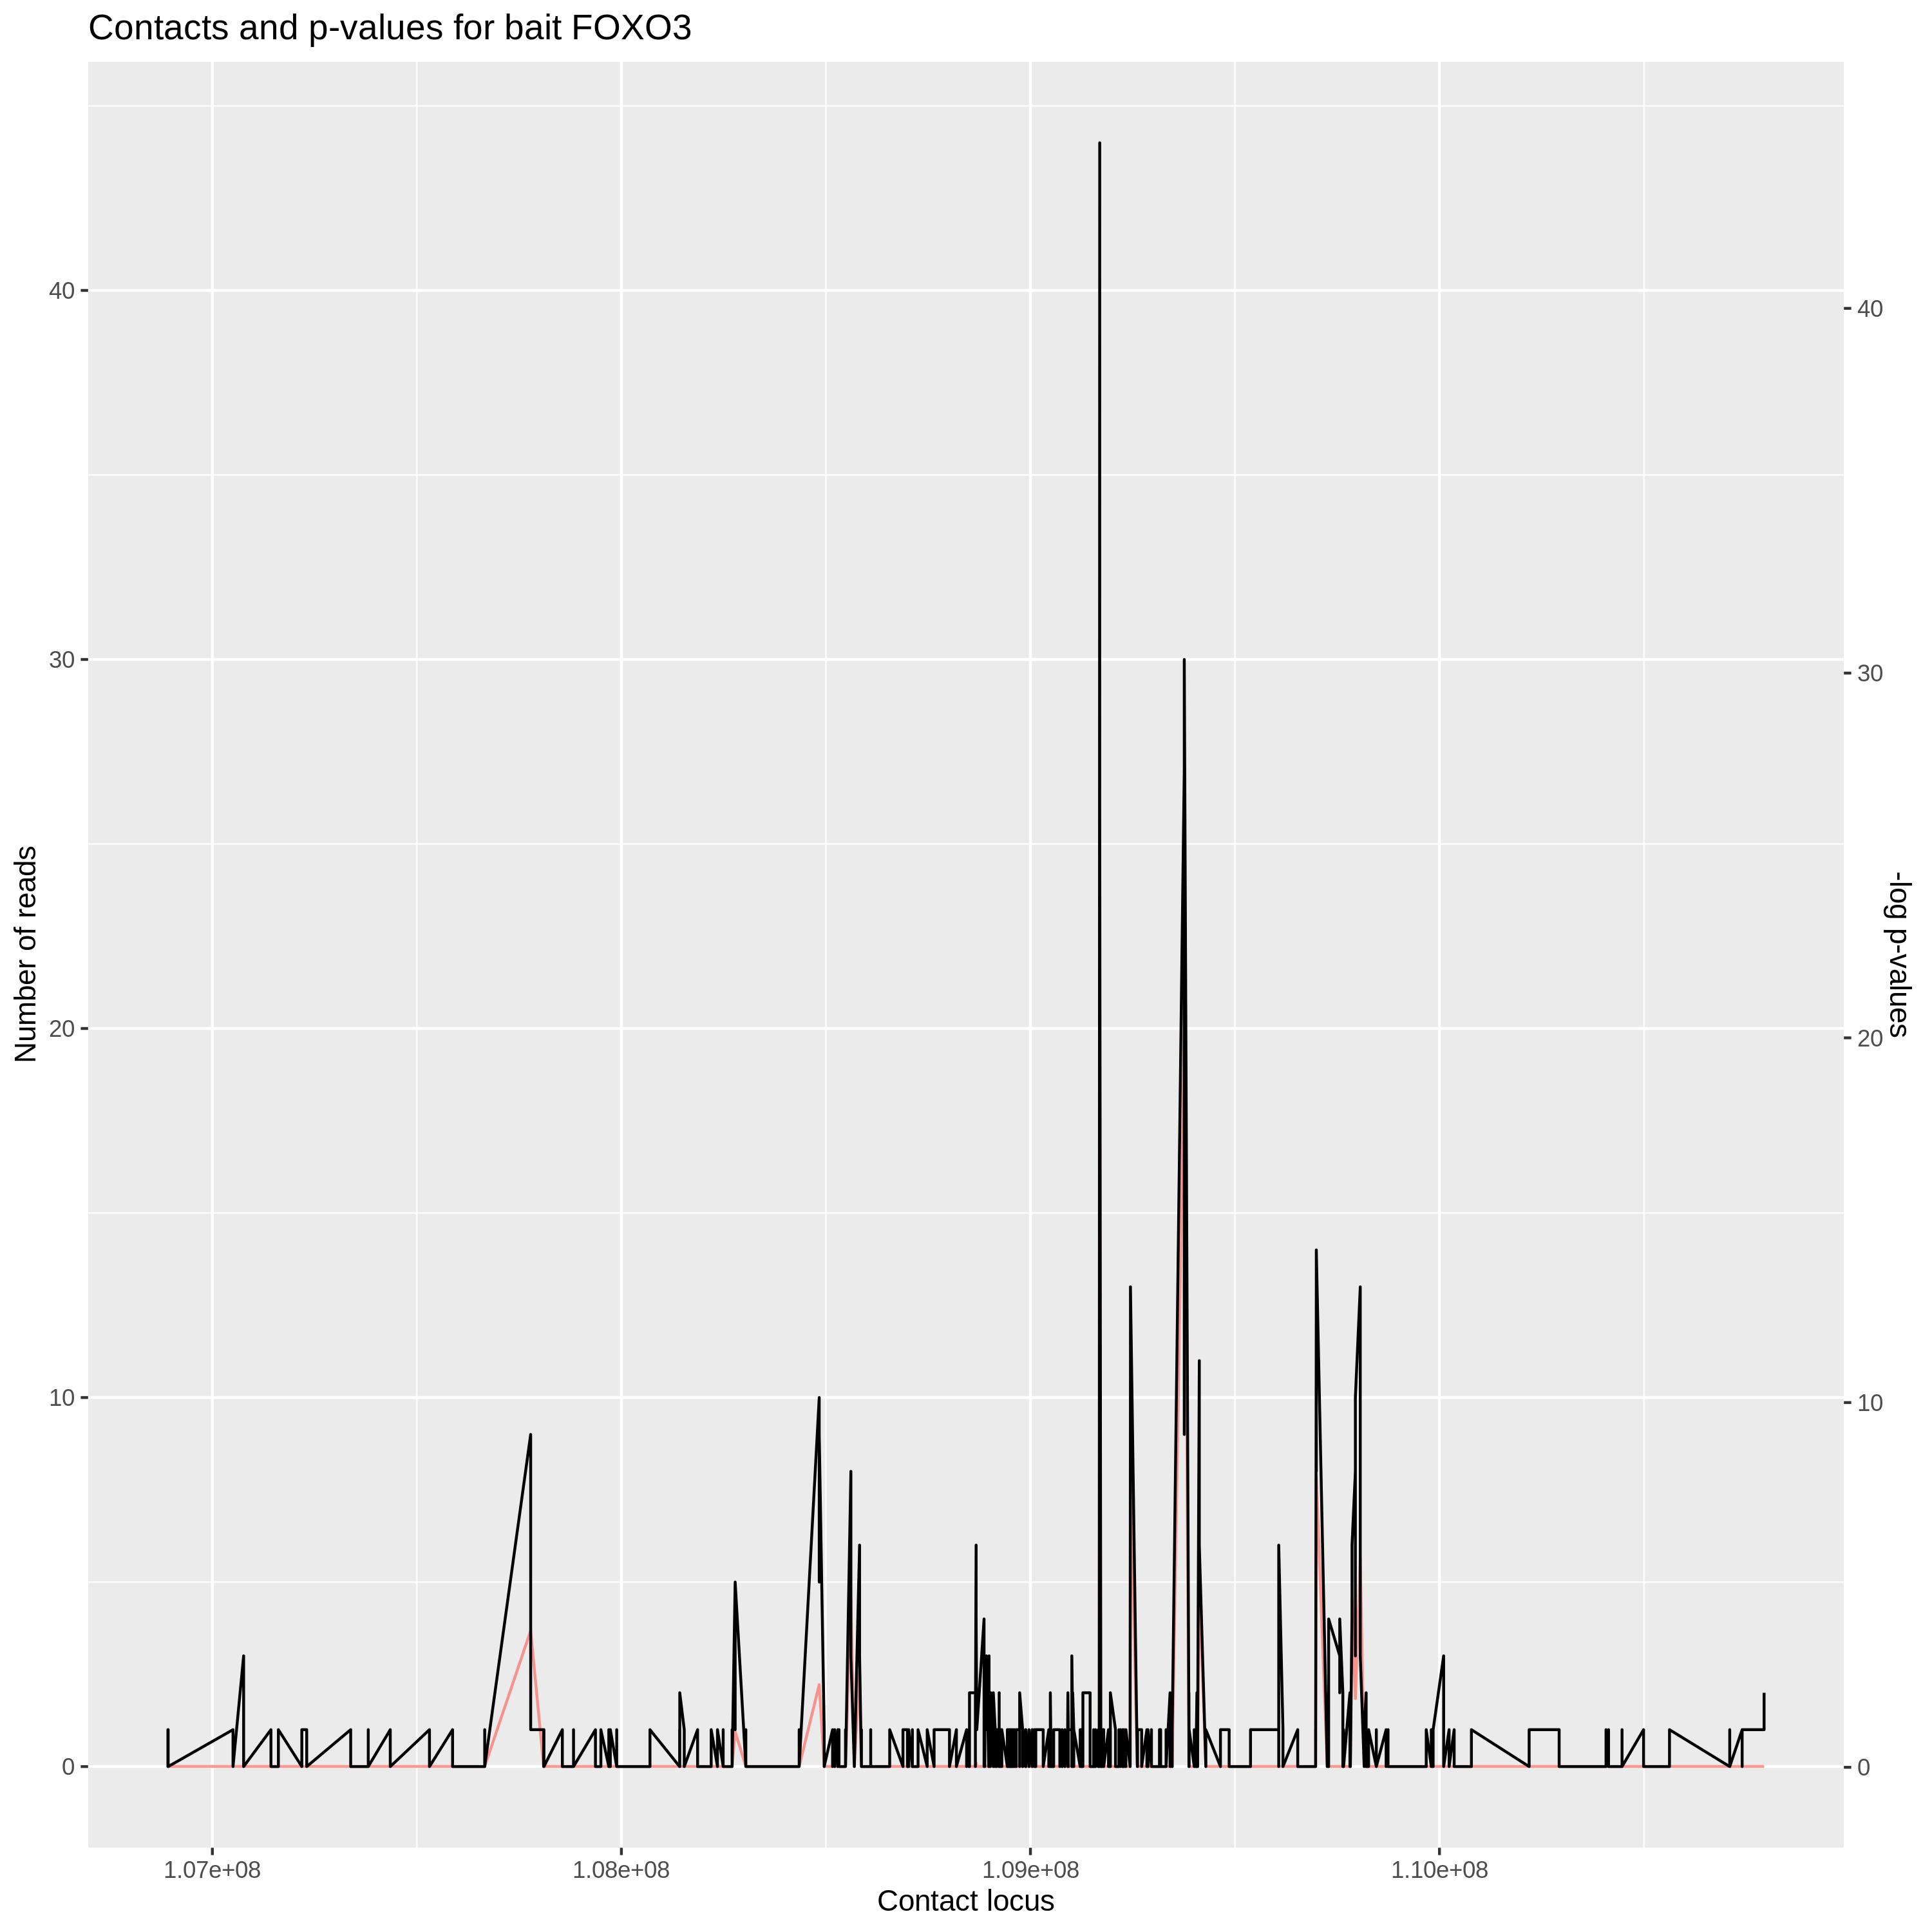 Contacts and p-values for bait FOXO3
40
30
20
10
0
Number of reads
40
30
20
10
0
-log p-values
1.07e+08
1.08e+08
1.09e+08
1.10e+08
Contact locus